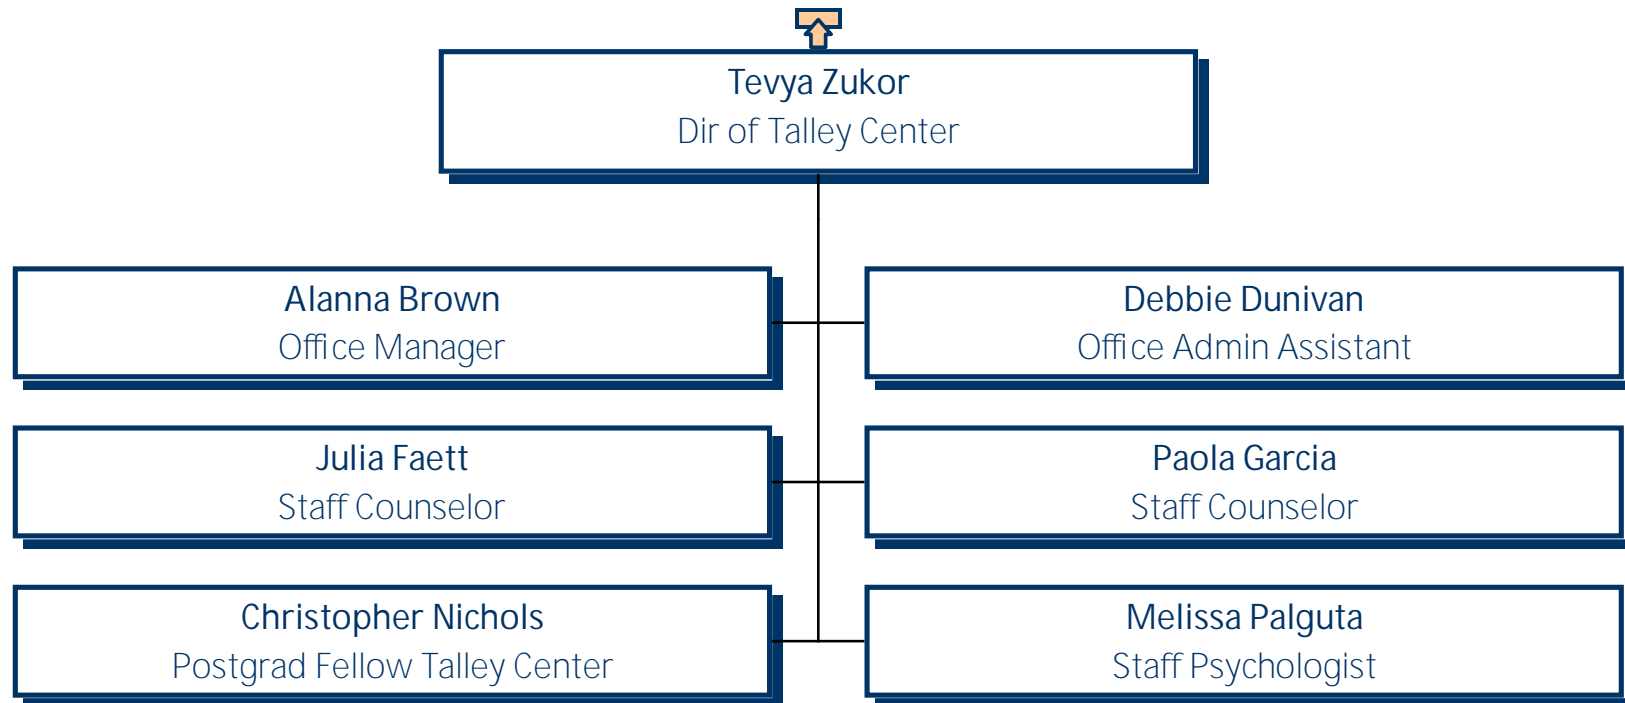 Tevya Zukor
Dir of Talley Center
Alanna Brown
Office Manager
Debbie Dunivan
Office Admin Assistant
Julia Faett
Staff Counselor
Paola Garcia
Staff Counselor
Christopher Nichols
Postgrad Fellow Talley Center
Melissa Palguta
Staff Psychologist